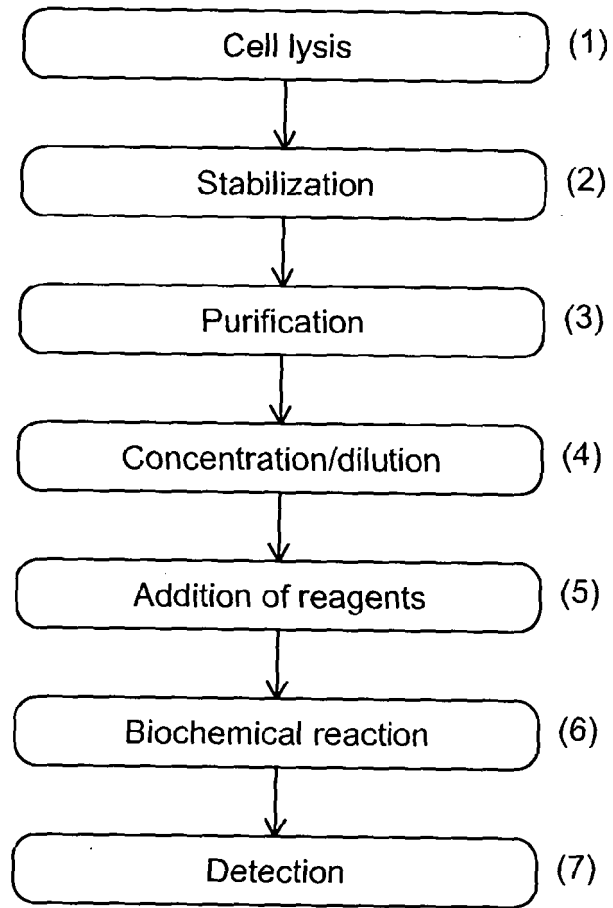 Cell lysis (1)
Stabilization (2)
Purification (3)
Concentration/dilution (4)
Addition of reagents (5)
Biochemical reaction (6)
Detection (7)